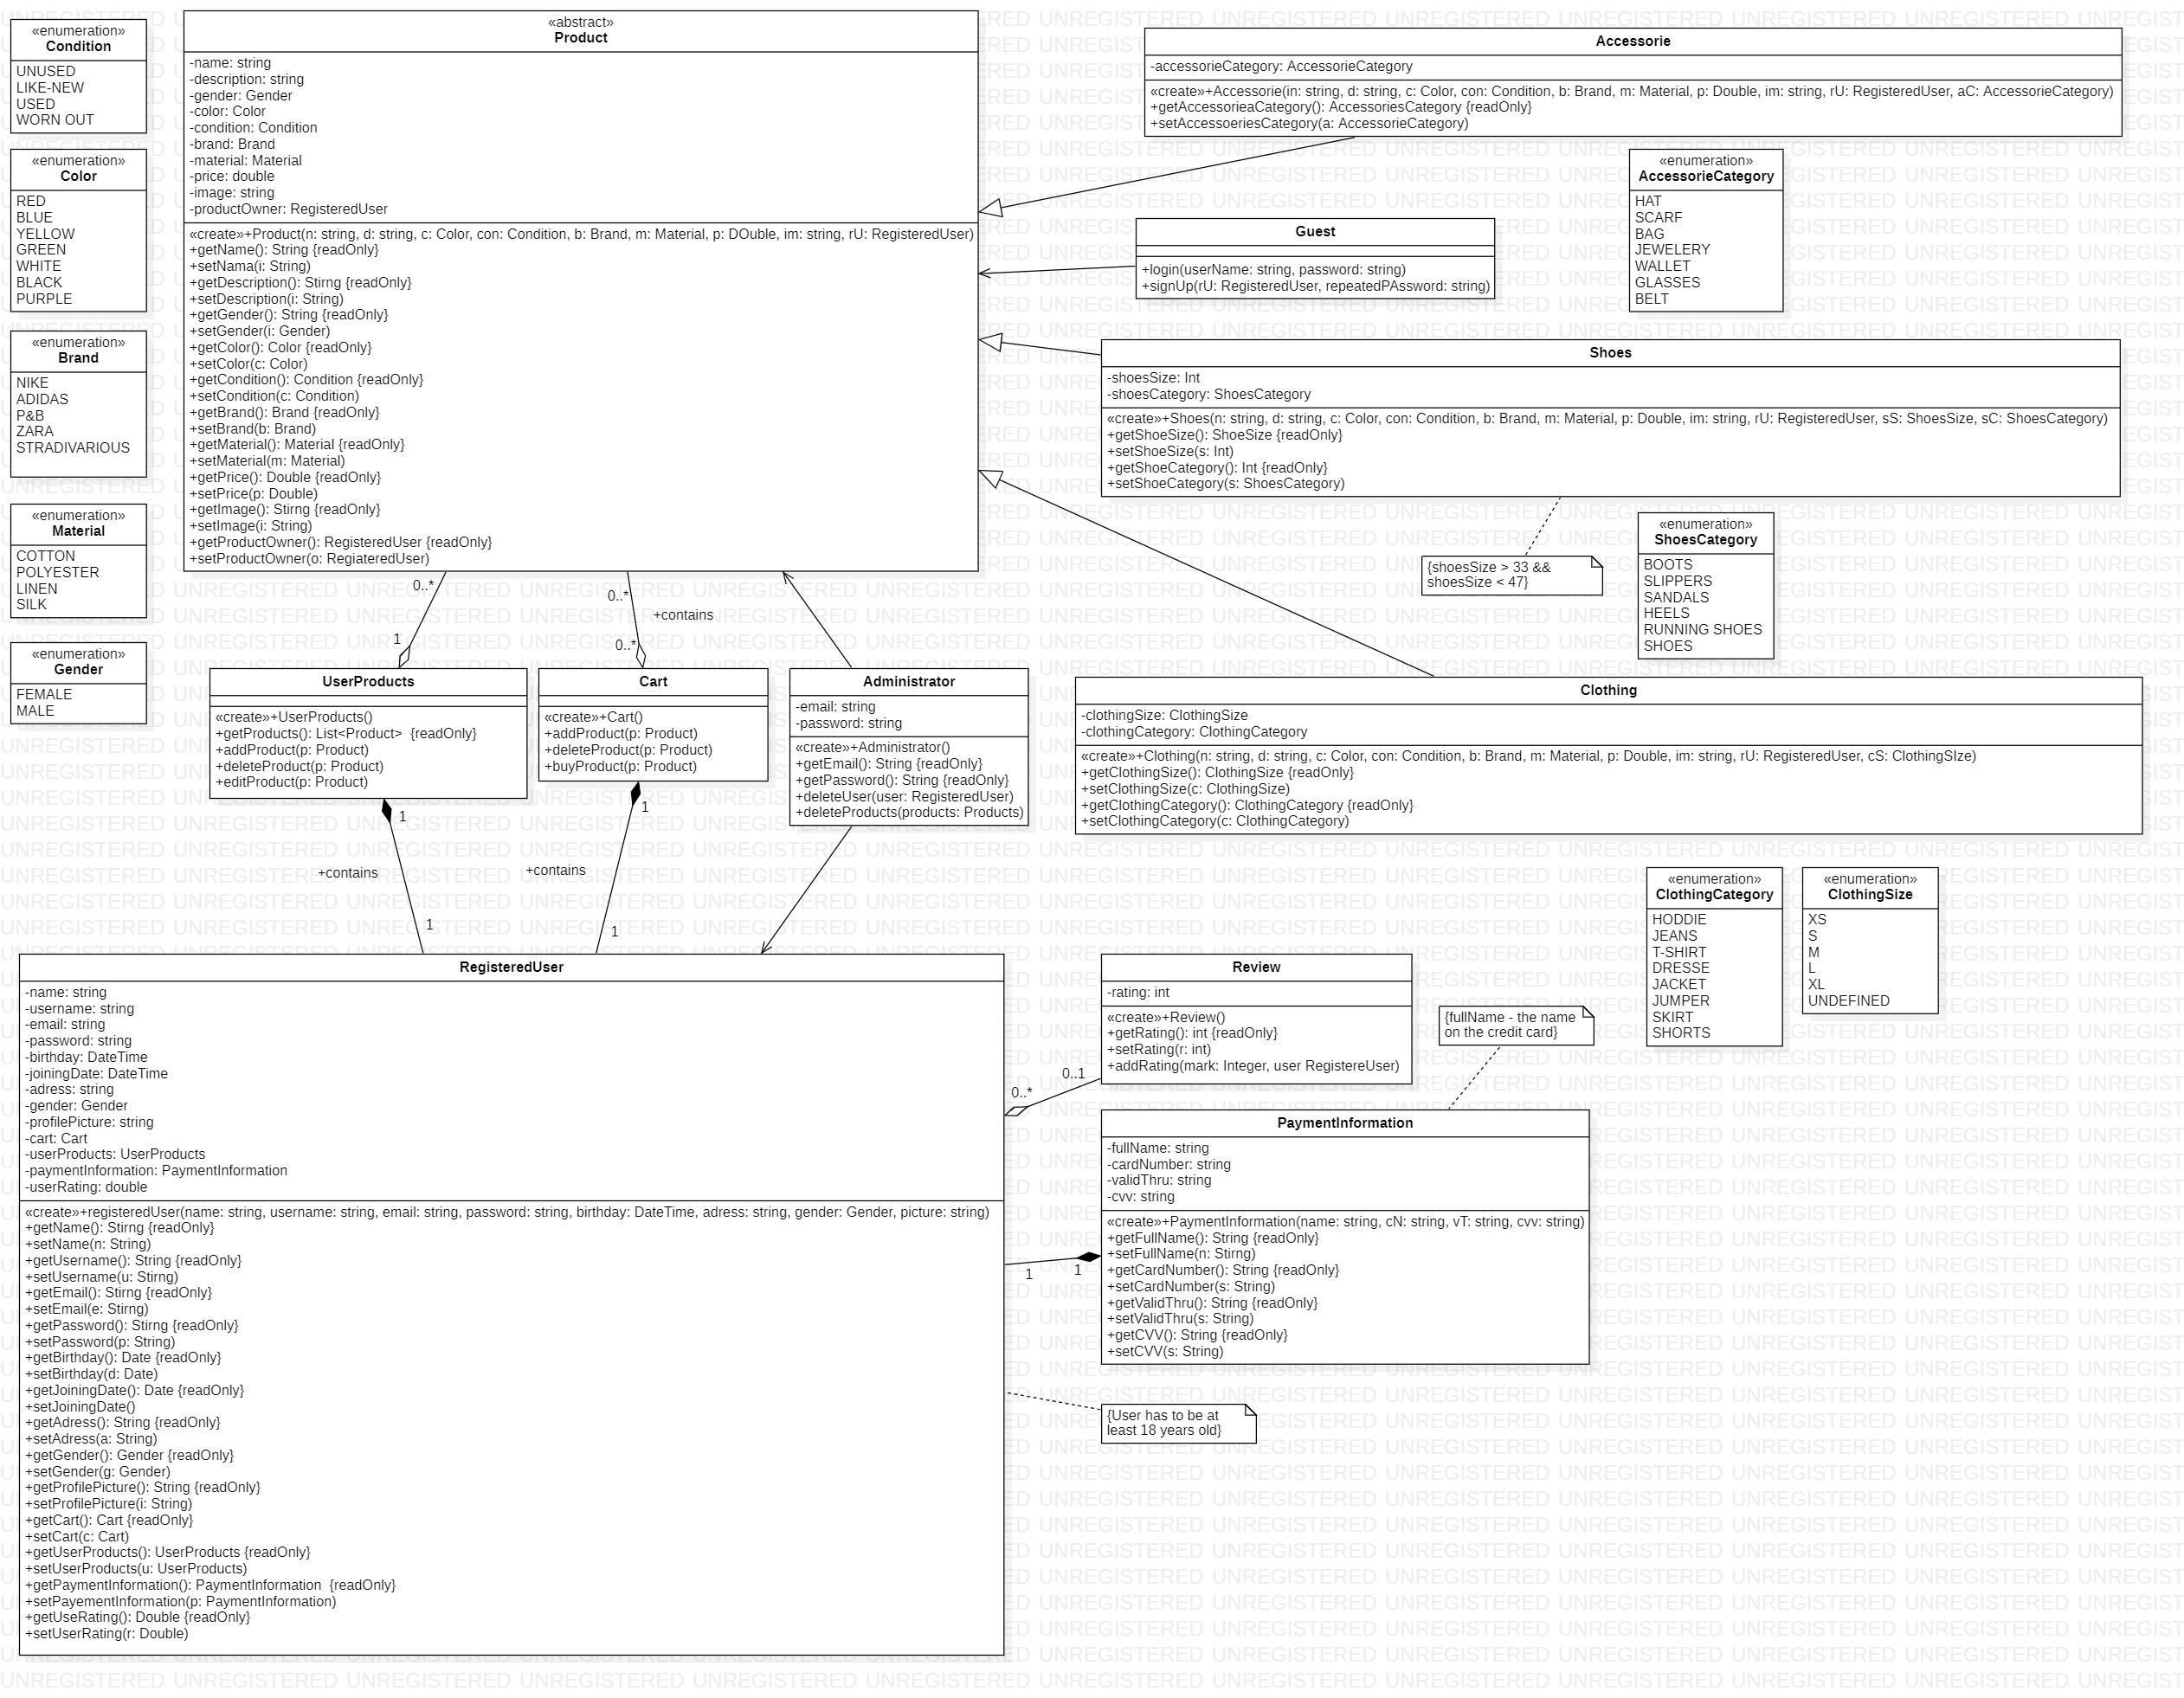 «enumeration»
Condition
UNUSED
LIKE-NEW
USED
WORN OUT
«enumeration»
Color
RED
BLUE
YELLOW
GREEN
WHITE
BLACK
PURPLE
«enumeration»
Brand
NIKE
ADIDAS
P&B
ZARA
STRADIVARIOUS
«enumeration»
Material
COTTON
POLYESTER
LINEN
SILK
«enumeration»
Gender
FEMALE
MALE
«abstract»
Product
-name: string
-description: string
-gender: Gender
-color: Color
-condition: Condition
-brand: Brand
-material: Material
-price: double
-image: string
-productOwner: RegisteredUser
«create»+Product(n: string, d: string, c: Color, con: Condition, b: Brand, m: Material, p: DOuble, im: string, rU: RegisteredUser)
+getName(): String {readOnly}
+setNama(i: String)
+getDescription(): Stirng {readOnly}
+setDescription(i: String)
+getGender(): String {readOnly}
+setGender(i: Gender)
+getColor(): Color {readOnly}
+setColor(c: Color)
+getCondition(): Condition {readOnly}
+setCondition(c: Condition)
+getBrand(): Brand {readOnly}
+setBrand(b: Brand)
+getMaterial(): Material {readOnly}
+setMaterial(m: Material)
+getPrice(): Double {readOnly}
+setPrice(p: Double)
+getImage(): Stirng {readOnly}
+setImage(i: String)
+getProductOwner(): RegisteredUser {readOnly}
+setProductOwner(o: RegiateredUser)
Accessorie
-accessorieCategory: AccessorieCategory
«create»+Accessorie(in: string, d: string, c: Color, con: Condition, b: Brand, m: Material, p: Double, im: string, rU: RegisteredUser, aC: AccessorieCategory)
+getAccessorieaCategory(): AccessoriesCategory {readOnly}
+setAccessoeriesCategory(a: AccessorieCategory)
«enumeration»
AccessorieCategory
HAT
SCARF
BAG
JEWELERY
WALLET
GLASSES
BELT
Guest
+login(userName: string, password: string)
+signUp(rU: RegisteredUser, repeatedPAssword: string)
Shoes
-shoesSize: Int
-shoesCategory: ShoesCategory
«create»+Shoes(n: string, d: string, c: Color, con: Condition, b: Brand, m: Material, p: Double, im: string, rU: RegisteredUser, sS: ShoesSize, sC: ShoesCategory)
+getShoeSize(): ShoeSize {readOnly}
+setShoeSize(s: Int)
+getShoeCategory(): Int {readOnly}
+setShoeCategory(s: ShoesCategory)
{shoesSize > 33 &&
shoesSize < 47}
«enumeration»
ShoesCategory
BOOTS
SLIPPERS
SANDALS
HEELS
RUNNING SHOES
SHOES
0..*
1
0..*
+contains
0..*
UserProducts
«create»+UserProducts()
+getProducts(): List<Product>  {readOnly}
+addProduct(p: Product)
+deleteProduct(p: Product)
+editProduct(p: Product)
Cart
«create»+Cart()
+addProduct(p: Product)
+deleteProduct(p: Product)
+buyProduct(p: Product)
Administrator
-email: string
-password: string
«create»+Administrator()
+getEmail(): String {readOnly}
+getPassword(): String {readOnly}
+deleteUser(user: RegisteredUser)
+deleteProducts(products: Products)
Clothing
-clothingSize: ClothingSize
-clothingCategory: ClothingCategory
«create»+Clothing(n: string, d: string, c: Color, con: Condition, b: Brand, m: Material, p: Double, im: string, rU: RegisteredUser, cS: ClothingSIze)
+getClothingSize(): ClothingSize {readOnly}
+setClothingSize(c: ClothingSize)
+getClothingCategory(): ClothingCategory {readOnly}
+setClothingCategory(c: ClothingCategory)
«enumeration»
ClothingCategory
HODDIE
JEANS
T-SHIRT
DRESSE
JACKET
JUMPER
SKIRT
SHORTS
«enumeration»
ClothingSize
XS
S
M
L
XL
UNDEFINED
1
+contains
1
1
+contains
1
RegisteredUser
-name: string
-username: string
-email: string
-password: string
-birthday: DateTime
-joiningDate: DateTime
-adress: string
-gender: Gender
-profilePicture: string
-cart: Cart
-userProducts: UserProducts
-paymentInformation: PaymentInformation
-userRating: double
«create»+registeredUser(name: string, username: string, email: string, password: string, birthday: DateTime, adress: string, gender: Gender, picture: string)
+getName(): Stirng {readOnly}
+setName(n: String)
+getUsername(): String {readOnly}
+setUsername(u: Stirng)
+getEmail(): Stirng {readOnly}
+setEmail(e: Stirng)
+getPassword(): Stirng {readOnly}
+setPassword(p: String)
+getBirthday(): Date {readOnly}
+setBirthday(d: Date)
+getJoiningDate(): Date {readOnly}
+setJoiningDate()
+getAdress(): String {readOnly}
+setAdress(a: String)
+getGender(): Gender {readOnly}
+setGender(g: Gender)
+getProfilePicture(): String {readOnly}
+setProfilePicture(i: String)
+getCart(): Cart {readOnly}
+setCart(c: Cart)
+getUserProducts(): UserProducts {readOnly}
+setUserProducts(u: UserProducts)
+getPaymentInformation(): PaymentInformation  {readOnly}
+setPayementInformation(p: PaymentInformation)
+getUseRating(): Double {readOnly}
+setUserRating(r: Double)
Review
-rating: int
«create»+Review()
+getRating(): int {readOnly}
+setRating(r: int)
+addRating(mark: Integer, user RegistereUser)
0..1
0..*
{fullName - the name
on the credit card}
PaymentInformation
-fullName: string
-cardNumber: string
-validThru: string
-cvv: string
«create»+PaymentInformation(name: string, cN: string, vT: string, cvv: string)
+getFullName(): String {readOnly}
+setFullName(n: Stirng)
+getCardNumber(): String {readOnly}
+setCardNumber(s: String)
+getValidThru(): String {readOnly}
+setValidThru(s: String)
+getCVV(): String {readOnly}
+setCVV(s: String)
1
1
{User has to be at
least 18 years old}